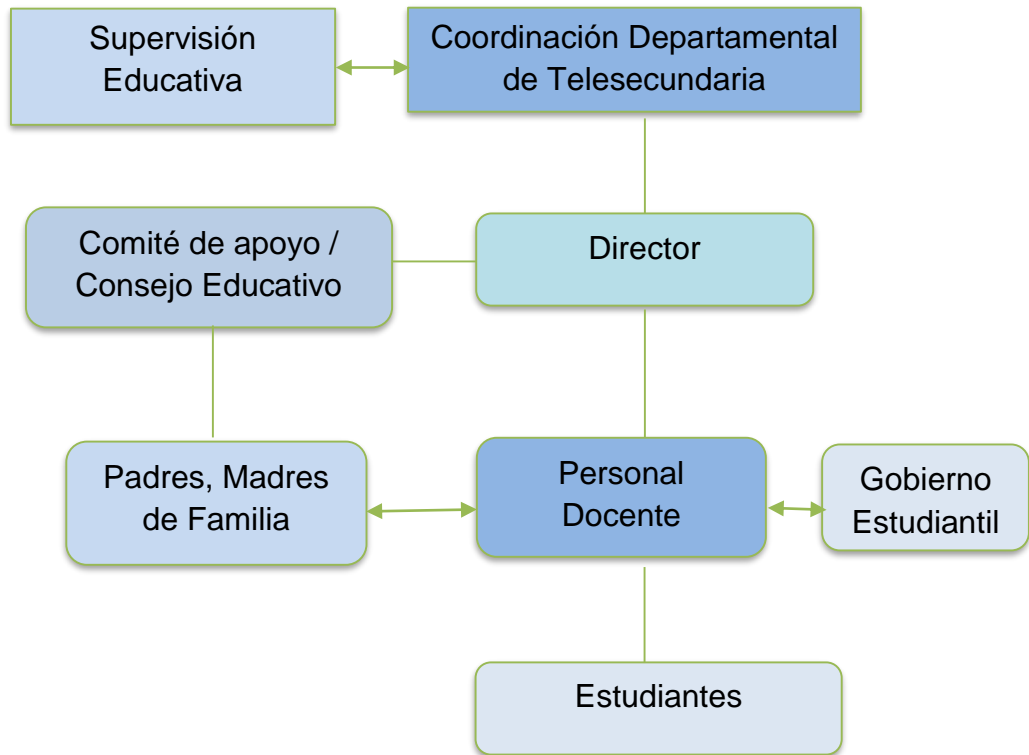 Supervisión
Educativa
Coordinación Departamental
de Telesecundaria
Comité de apoyo /
Consejo Educativo
Director
Padres, Madres
de Familia
Personal
Docente
Gobierno
Estudiantil
Estudiantes